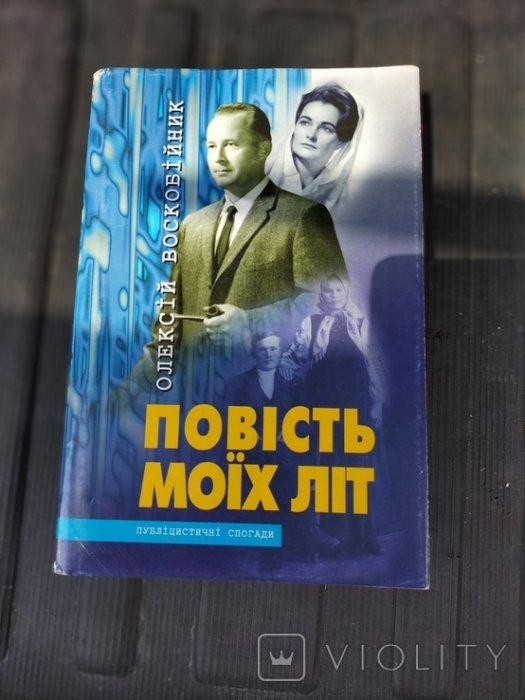 ОЛЕКСІЙ ВОСКОБІЙНИК
ПОВІСТЬ
МОЇХ ЛІТ
ПУБЛІЦИСТИЧНІ СПОГАДИ
VIOLITY